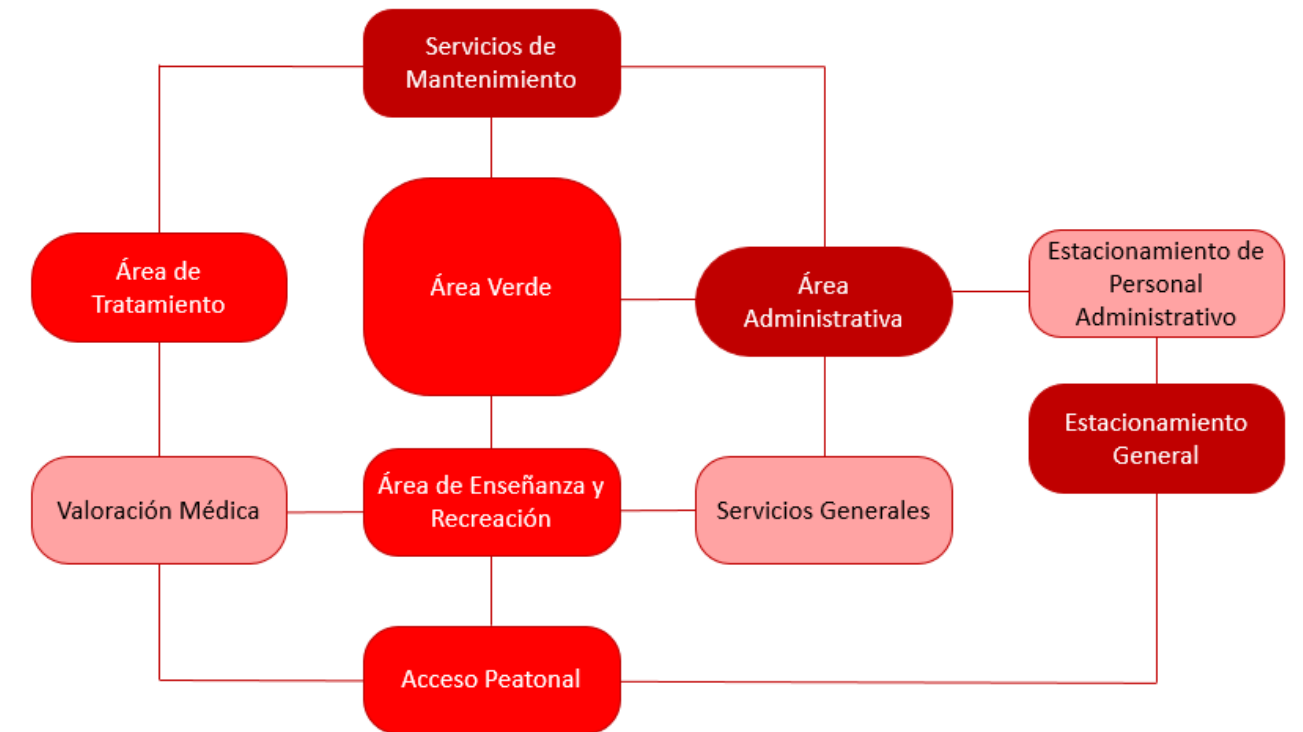 Servicios de
Mantenimiento
Área de
Tratamiento
Área Verde
Área
Administrativa
Estacionamiento de
Personal
Administrativo
Estacionamiento
General
Valoración Médica
Área de Enseñanza y
Recreación
Servicios Generales
Acceso Peatonal